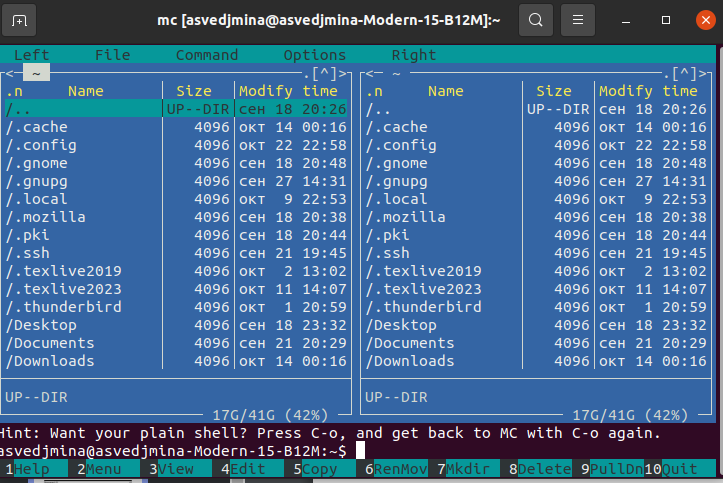 mc [asvedjmina@asvedjmina-Modern-15-B12M]:~
Left File Command Options Right
<─ ~ ─────.[^]>
.n Name Size Modify time
/.. UP--DIR сен 18 20:26
/.cache 4096 окт 14 00:16
/.config 4096 окт 22 22:58
/.gnome 4096 сен 18 20:48
/.gnupg 4096 сен 27 14:31
/.local 4096 окт 9 22:53
/.mozilla 4096 сен 18 20:38
/.pki 4096 сен 18 20:44
/.ssh 4096 сен 21 19:45
/.texlive2019 4096 окт 2 13:02
/.texlive2023 4096 окт 11 14:07
/.thunderbird 4096 окт 1 20:59
/Desktop 4096 сен 18 23:32
/Documents 4096 сен 21 20:29
/Downloads 4096 окт 14 00:16
UP--DIR
17G/41G (42%)
<─ ~ ─────.[^]>
.n Name Size Modify time
/.. UP--DIR сен 18 20:26
/.cache 4096 окт 14 00:16
/.config 4096 окт 22 22:58
/.gnome 4096 сен 18 20:48
/.gnupg 4096 сен 27 14:31
/.local 4096 окт 9 22:53
/.mozilla 4096 сен 18 20:38
/.pki 4096 сен 18 20:44
/.ssh 4096 сен 21 19:45
/.texlive2019 4096 окт 2 13:02
/.texlive2023 4096 окт 11 14:07
/.thunderbird 4096 окт 1 20:59
/Desktop 4096 сен 18 23:32
/Documents 4096 сен 21 20:29
/Downloads 4096 окт 14 00:16
UP--DIR
17G/41G (42%)
Hint: Want your plain shell? Press C-o, and get back to MC with C-o again.
asvedjmina@asvedjmina-Modern-15-B12M:~$
1Help 2Menu 3View 4Edit 5Copy 6RenMov 7Mkdir 8Delete 9PullDn 10Quit